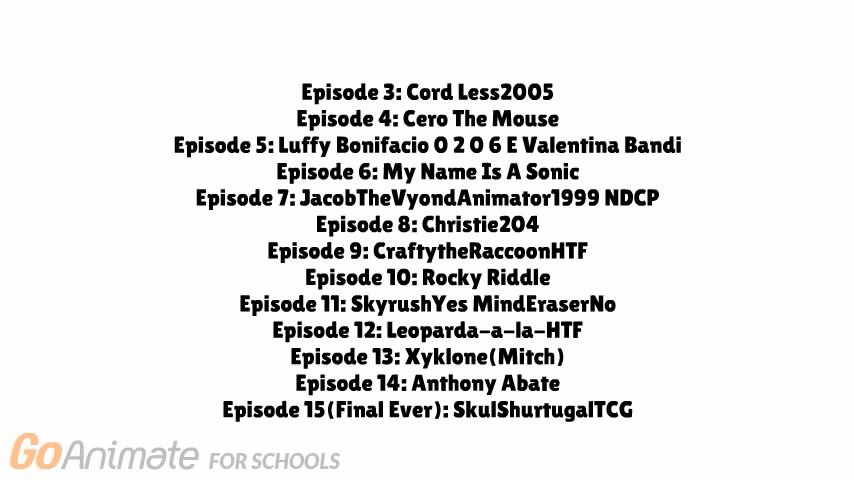 Episode 3: Cord Less2005
Episode 4: Cero The Mouse
Episode 5: Luffy Bonifacio 0 2 0 6 E Valentina Bandi
Episode 6: My Name Is A Sonic
Episode 7: JacobTheVyondAnimator1999 NDCP
Episode 8: Christie204
Episode 9: CraftytheRaccoonHTF
Episode 10: Rocky Riddle
Episode 11: SkyrushYes MindEraserNo
Episode 12: Leoparda-a-la-HTF
Episode 13: Xyklone(Mitch)
Episode 14: Anthony Abate
Episode 15(Final Ever): SkulShurtugalTCG
GoAnimate FOR SCHOOLS